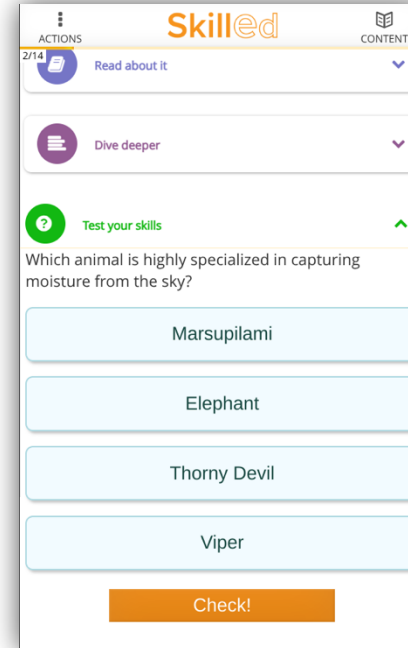 ACTIONS
Skilled
CONTENT
2/14
Read about it
Dive deeper
?
Test your skills
Which animal is highly specialized in capturing
moisture from the sky?
Marsupilami
Elephant
Thorny Devil
Viper
Check!